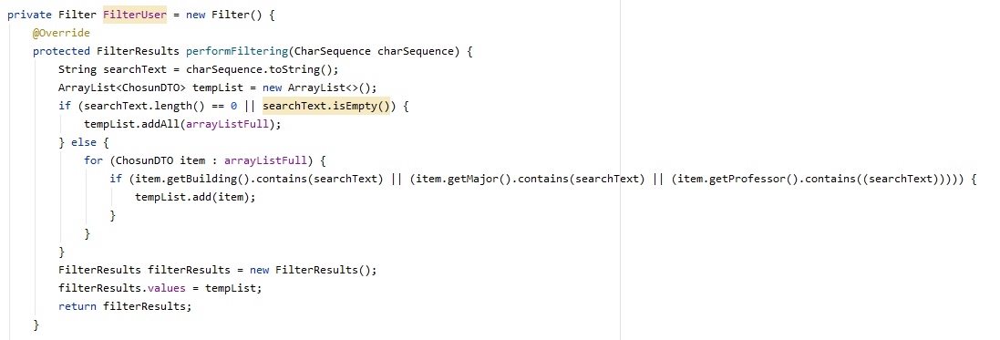 private Filter FilterUser = new Filter() {
@Override
protected FilterResults performFiltering(CharSequence charSequence) {
String searchText = charSequence.toString();
ArrayList<ChosunDTO> tempList = new ArrayList<>();
if (searchText.length() == 0 || searchText.isEmpty()) {
tempList.addAll(arrayListFull);
} else {
for (ChosunDTO item : arrayListFull) {
if (item.getBuilding().contains(searchText) || (item.getMajor().contains(searchText) || (item.getProfessor().contains((searchText))))) {
tempList.add(item);
}
}
}
FilterResults filterResults = new FilterResults();
filterResults.values = tempList;
return filterResults;
}